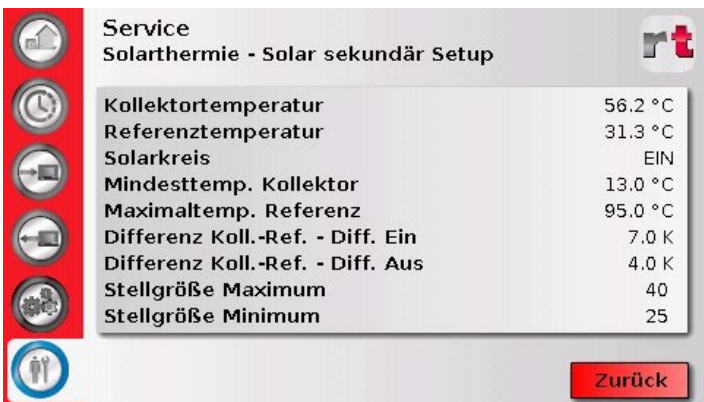 Service
Solarthermie - Solar sekundär Setup
rt
Kollektortemperatur 56.2 °C
Referenztemperatur 31.3 °C
Solarkreis EIN
Mindesttemp. Kollektor 13.0 °C
Maximaltemp. Referenz 95.0 °C
Differenz Koll.-Ref. - Diff. Ein 7.0 K
Differenz Koll.-Ref. - Diff. Aus 4.0 K
Stellgröße Maximum 40
Stellgröße Minimum 25
Zurück